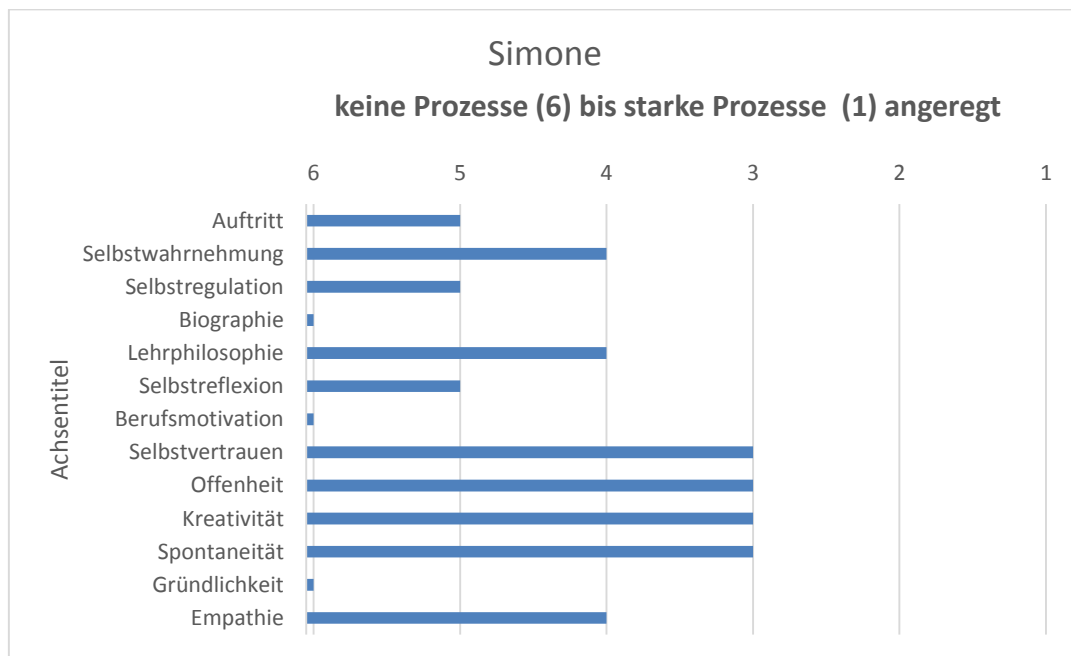 Simone
keine Prozesse (6) bis starke Prozesse (1) angeregt
6 5 4 3 2 1
Auftritt
Selbstwahrnehmung
Selbstregulation
Biographie
Lehrphilosophie
Selbstreflexion
Berufsmotivation
Selbstvertrauen
Offenheit
Kreativität
Spontaneität
Gründlichkeit
Empathie
Achsentitel